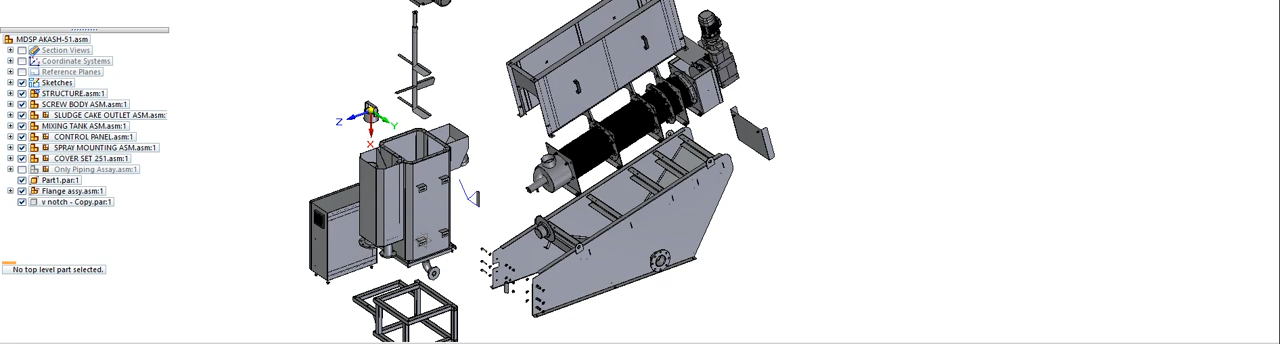 MDSP AKASH-51.asm
Section Views
Coordinate Systems
Reference Planes
Sketches
STRUCTURE.asm:1
SCREW BODY ASM.asm:1
SLUDGE CAKE OUTLET ASM.asm:
MIXING TANK ASM.asm:1
CONTROL PANEL.asm:1
SPRAY MOUNTING ASM.asm:1
COVER SET 251.asm:1
Only Piping Assay.asm:1
Part1.par:1
Flange assy.asm:1
v notch - Copy.par:1
No top level part selected.
Z
Y
X